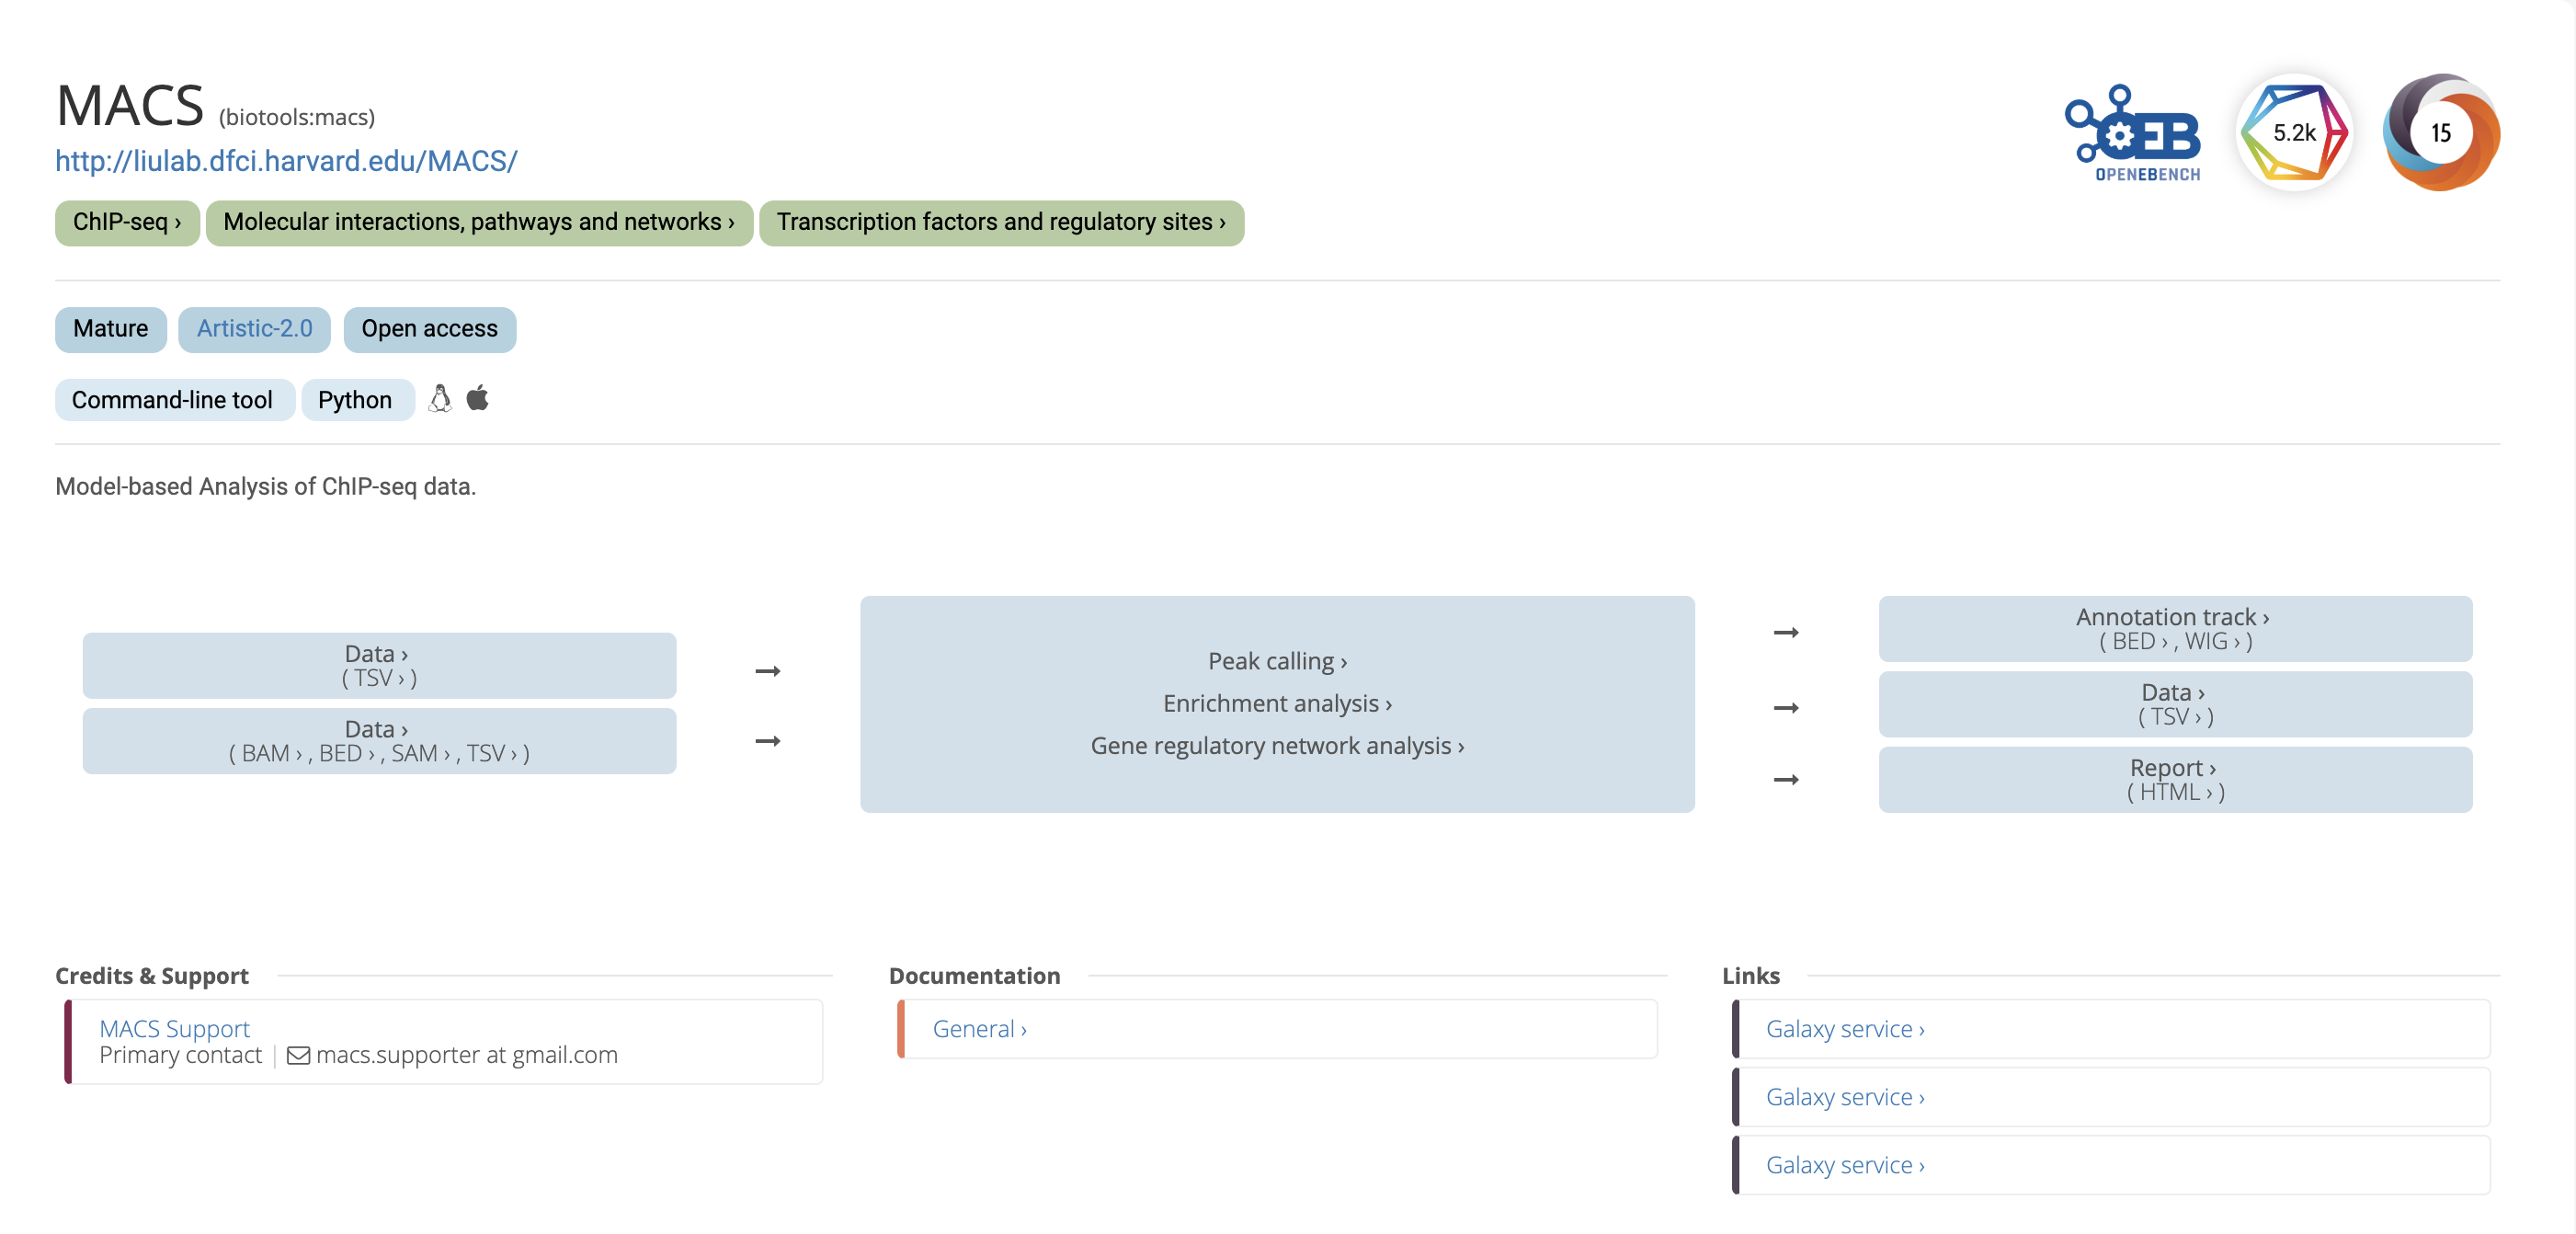 MACS (biotools:macs)
http://liulab.dfci.harvard.edu/MACS/
OEB
OPENEBENCH
5.2k
15
ChIP-seq ›
Molecular interactions, pathways and networks ›
Transcription factors and regulatory sites ›
Mature
Artistic-2.0
Open access
Command-line tool
Python
Model-based Analysis of ChIP-seq data.
Data ›
( TSV › )
Data ›
( BAM › , BED › , SAM › , TSV › )
Peak calling ›
Enrichment analysis ›
Gene regulatory network analysis ›
Annotation track ›
( BED › , WIG › )
Data ›
( TSV › )
Report ›
( HTML › )
Credits & Support
MACS Support
Primary contact | macs.supporter at gmail.com
Documentation
General ›
Links
Galaxy service ›
Galaxy service ›
Galaxy service ›